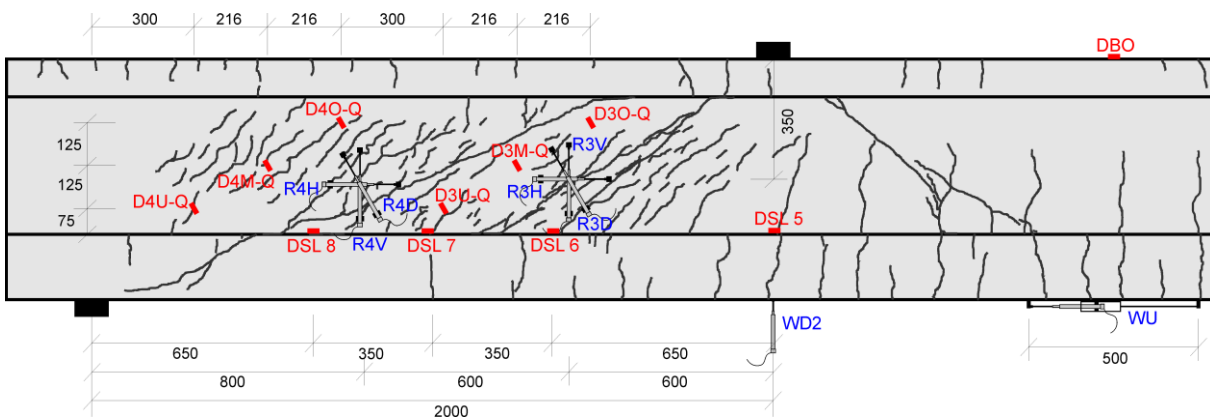 300 216 216 300 216 216
DBO
D4O-Q D3O-Q
350
125
R3V
D3M-Q
125
D4M-Q R4H R3H
D3U-Q
D4U-Q R4D
75
R3D DSL 5
DSL 8 R4V DSL 7 DSL 6
WD2 WU
650 350 350 650 500
800 600 600
2000